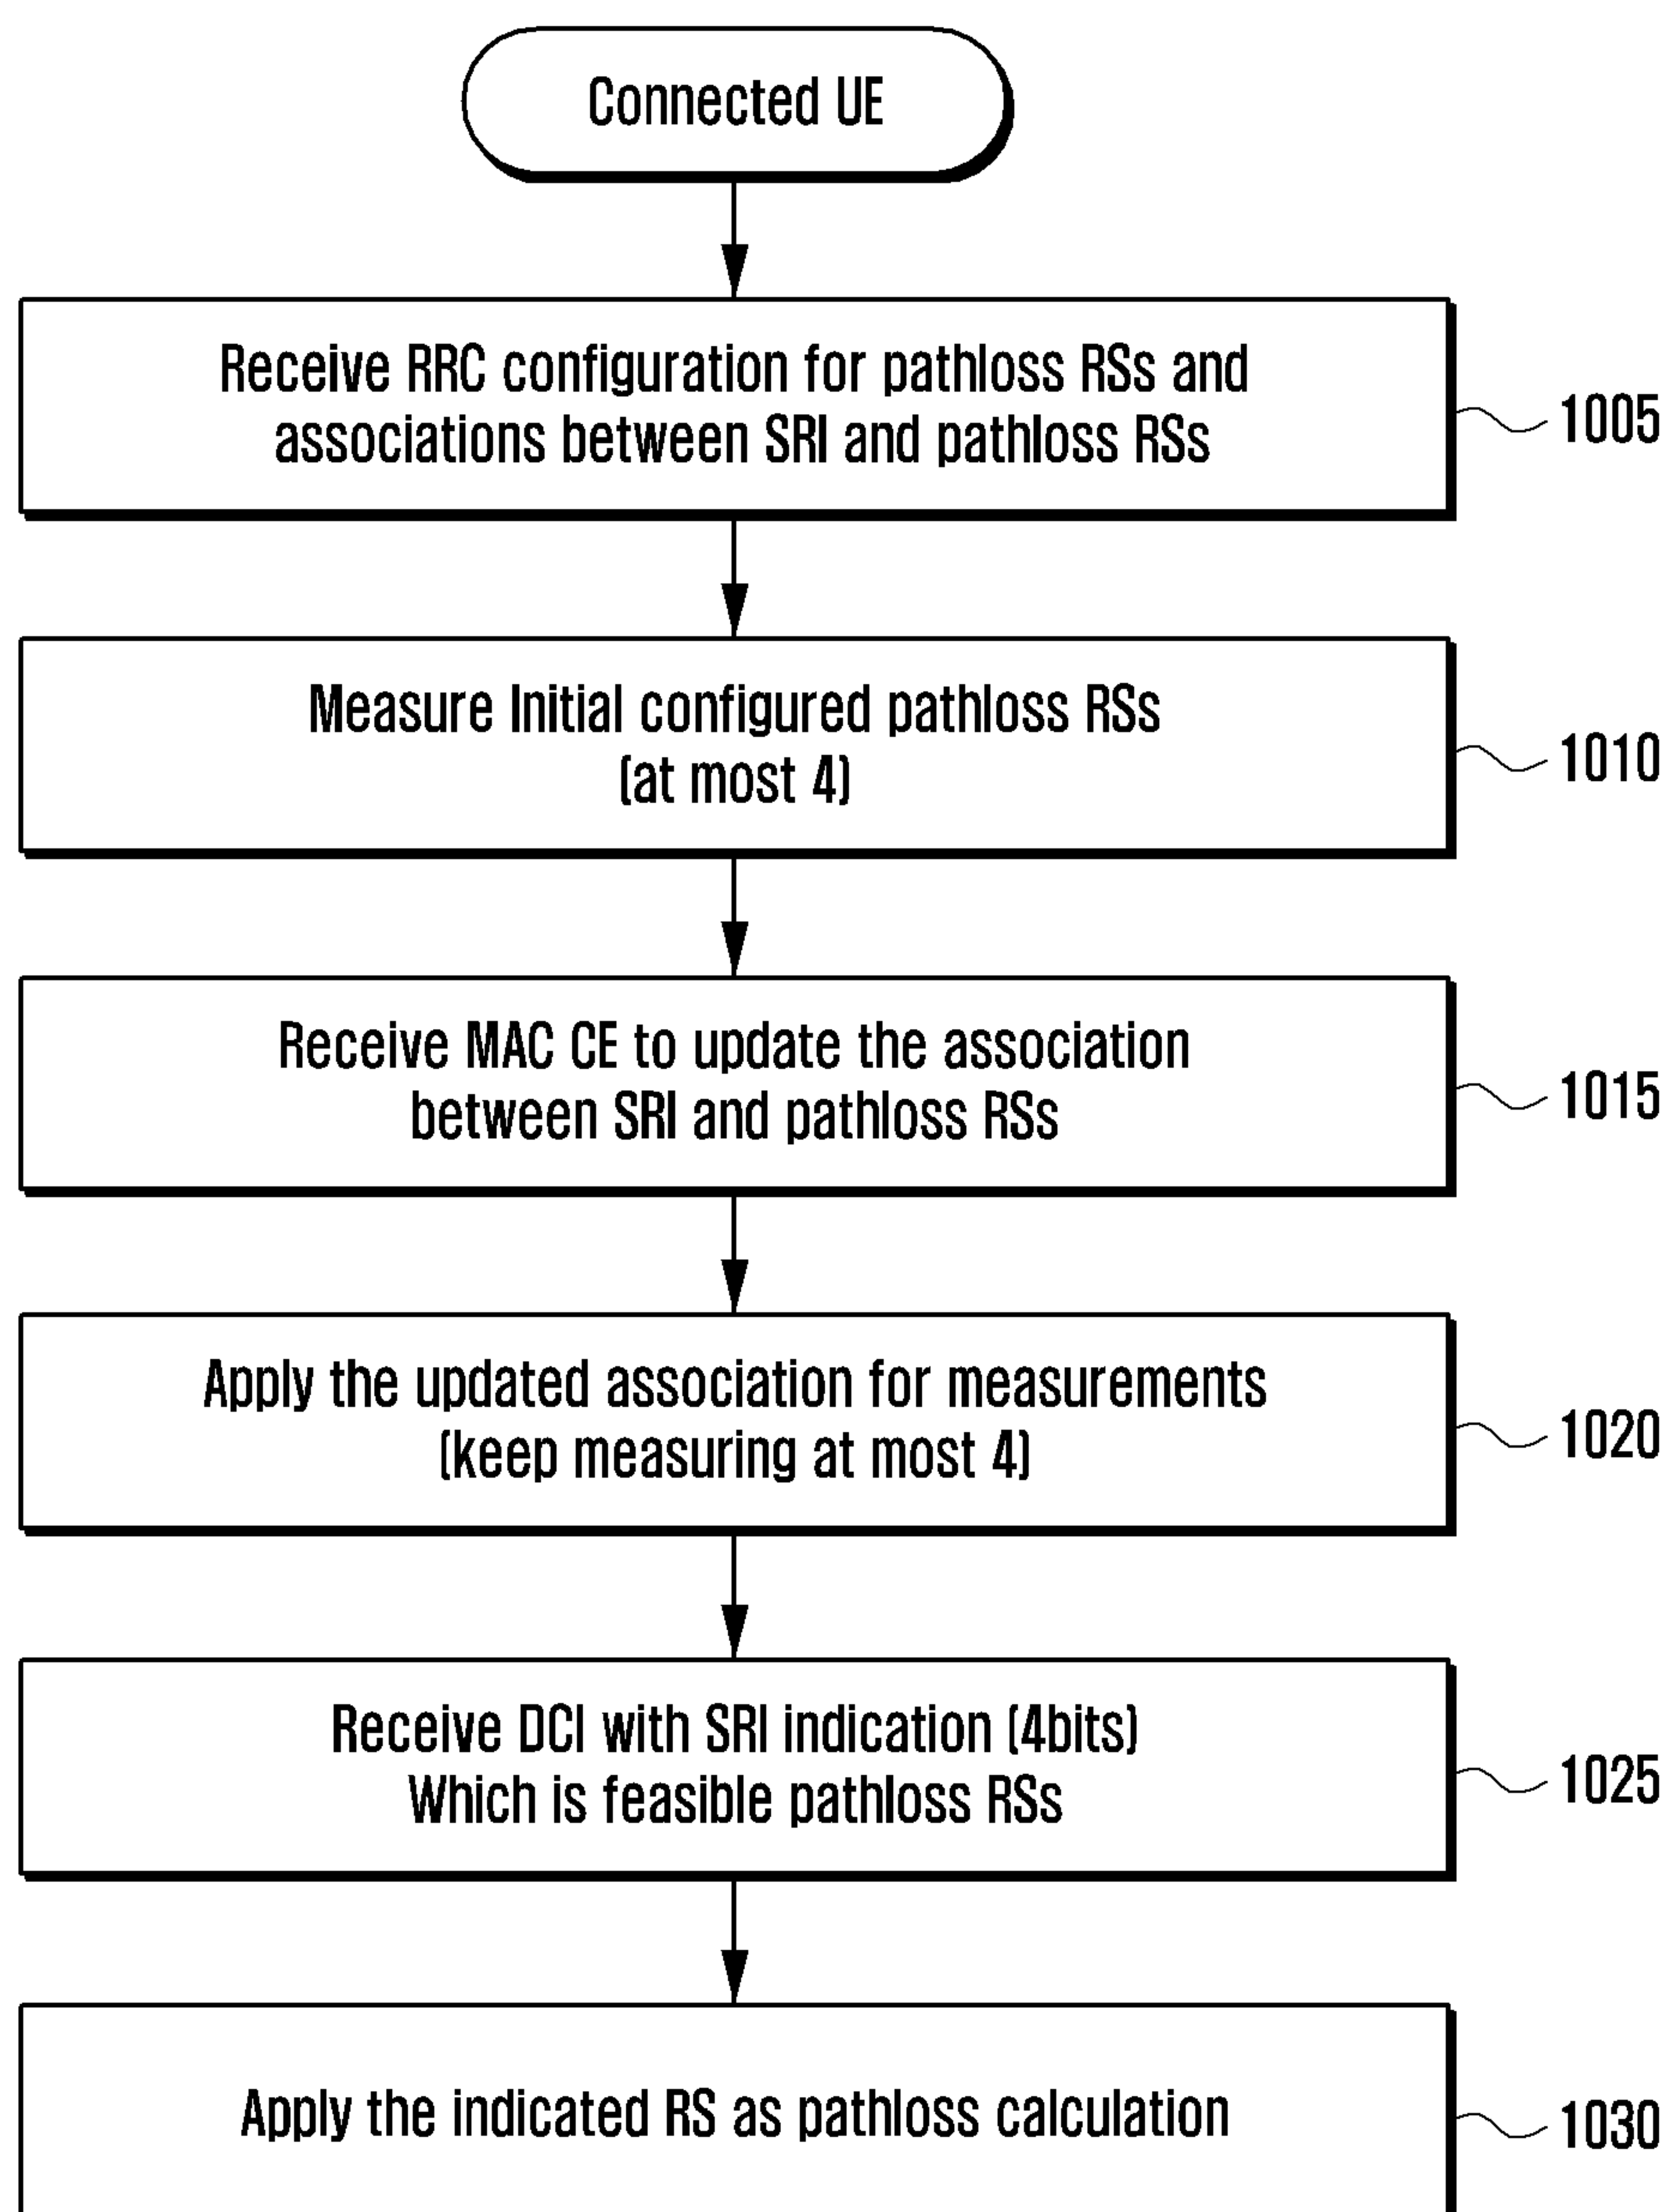 Connected UE
Receive RRC configuration for pathloss RSs and
associations between SRI and pathloss RSs
1005
Measure Initial configured pathloss RSs
(at most 4)
1010
Receive MAC CE to update the association
between SRI and pathloss RSs
1015
Apply the updated association for measurements
(keep measuring at most 4)
1020
Receive DCI with SRI indication (4bits)
Which is feasible pathloss RSs
1025
Apply the indicated RS as pathloss calculation
1030